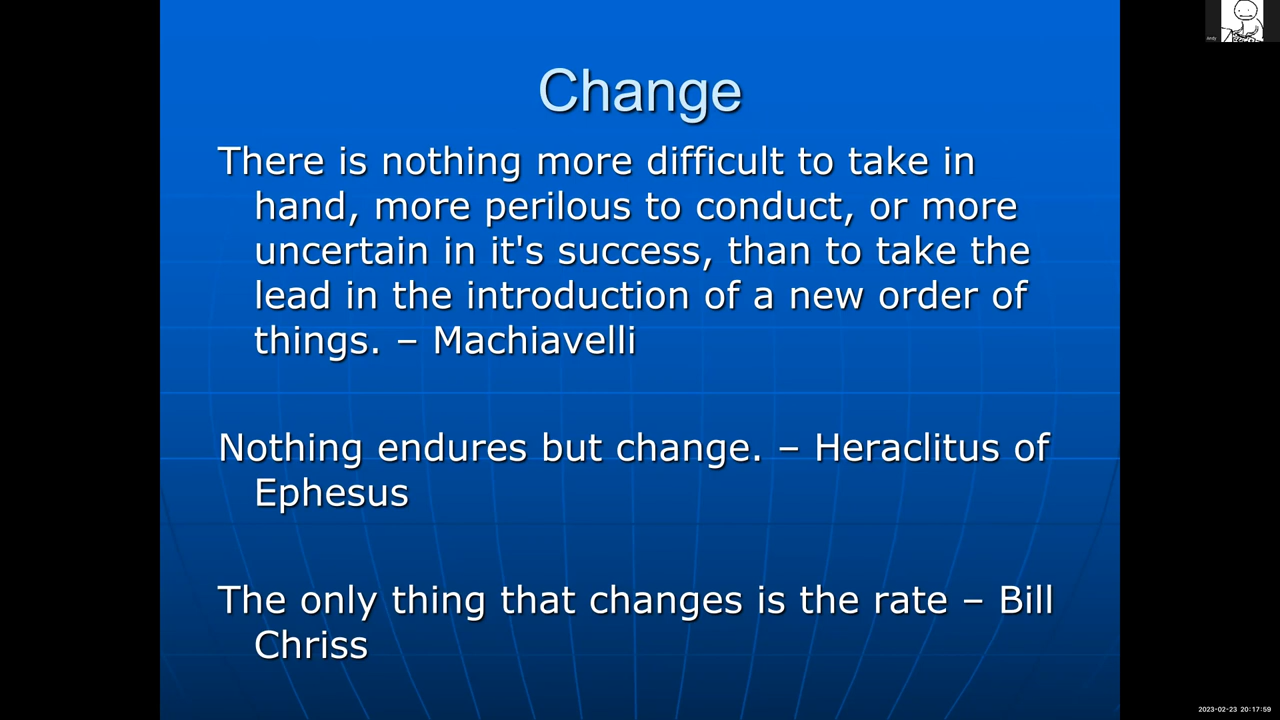 Change
There is nothing more difficult to take in
hand, more perilous to conduct, or more
uncertain in it's success, than to take the
lead in the introduction of a new order of
things. – Machiavelli
Nothing endures but change. – Heraclitus of
Ephesus
The only thing that changes is the rate – Bill
Chriss
2023-02-23 20:17:59